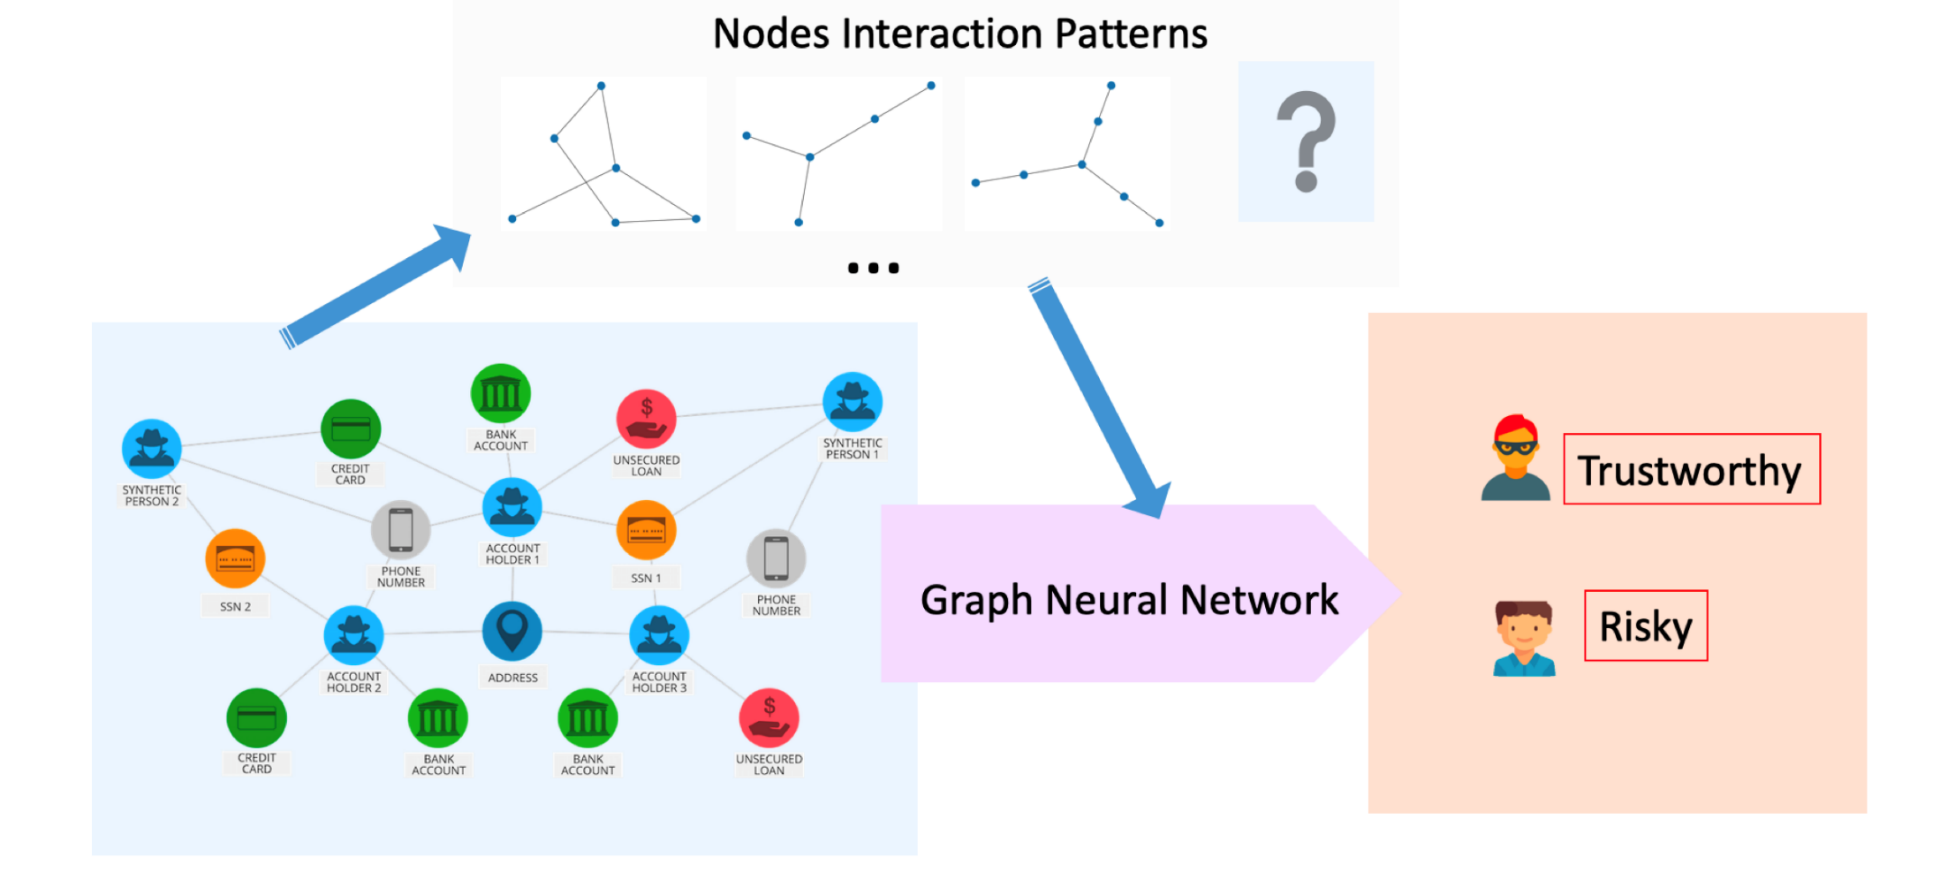 Nodes Interaction Patterns
?
...
BANK
ACCOUNT
SYNTHETIC
PERSON 1
UNSECURED
LOAN
CREDIT
CARD
SYNTHETIC
PERSON 2
ACCOUNT
HOLDER 1
PHONE
NUMBER
SSN 1
SSN 2
PHONE
NUMBER
ACCOUNT
HOLDER 2
ADDRESS
ACCOUNT
HOLDER 3
CREDIT
CARD
BANK
ACCOUNT
BANK
ACCOUNT
UNSECURED
LOAN
$
$
Graph Neural Network
Trustworthy
Risky